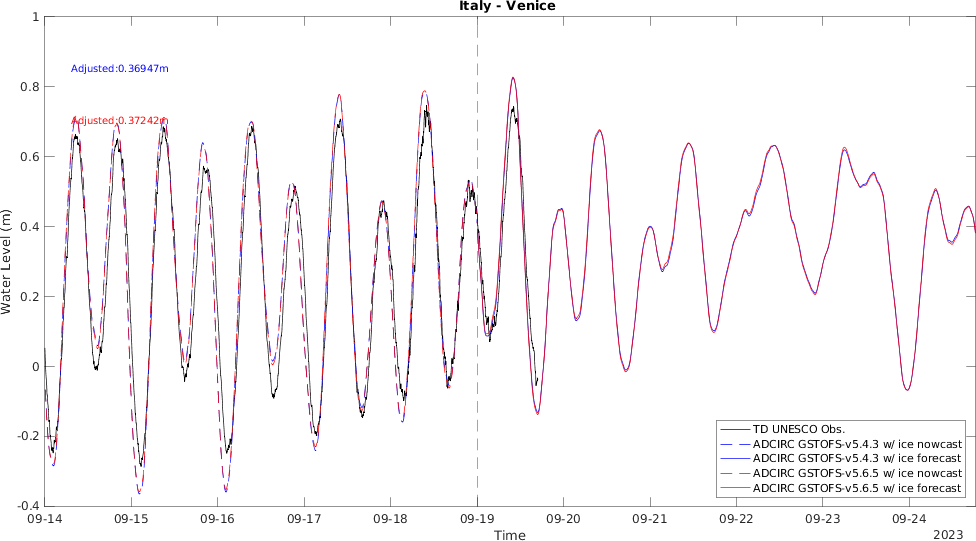 Italy - Venice
1
0.8
0.6
0.4
0.2
0
-0.2
-0.4
Water Level (m)
Adjusted:0.36947m
Adjusted:0.37242m
TD UNESCO Obs.
ADCIRC GSTOFS-v5.4.3 w/ ice nowcast
ADCIRC GSTOFS-v5.4.3 w/ ice forecast
ADCIRC GSTOFS-v5.6.5 w/ ice nowcast
ADCIRC GSTOFS-v5.6.5 w/ ice forecast
09-14 09-15 09-16 09-17 09-18 09-19 09-20 09-21 09-22 09-23 09-24
Time
2023